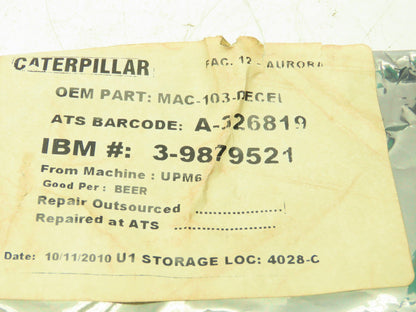 CATERPILLAR FAC. 12 - AURORA
OEM PART: MAC-103-DECEL
ATS BARCODE: A-326819
IBM #: 3-9879521
From Machine : UPM6
Good Per : BEER
Repair Outsourced ....................
Repaired at ATS ....................
Date: 10/11/2010 U1 STORAGE LOC: 4028-C